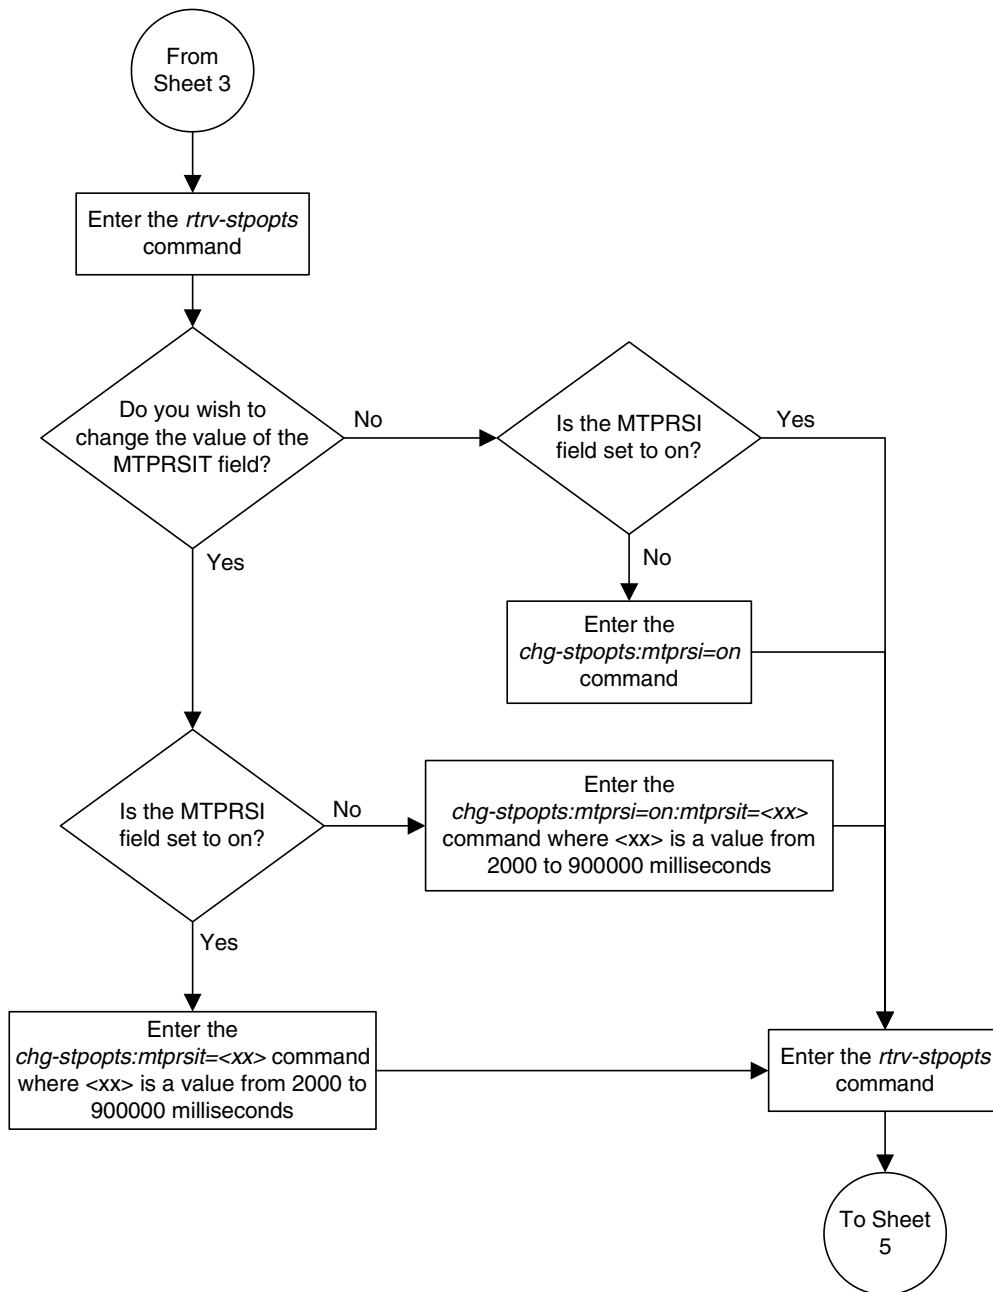 From
Sheet 3
Enter the rtrv-stpopts
command
Do you wish to
change the value of the
MTPRSIT field?
No
Is the MTPRSI
field set to on?
Yes
Yes
No
Enter the
chg-stpopts:mtprsi=on
command
Is the MTPRSI
field set to on?
No
Enter the
chg-stpopts:mtprsi=on:mtprsit=<xx>
command where <xx> is a value from
2000 to 900000 milliseconds
Yes
Enter the
chg-stpopts:mtprsit=<xx> command
where <xx> is a value from 2000 to
900000 milliseconds
Enter the rtrv-stpopts
command
To Sheet
5